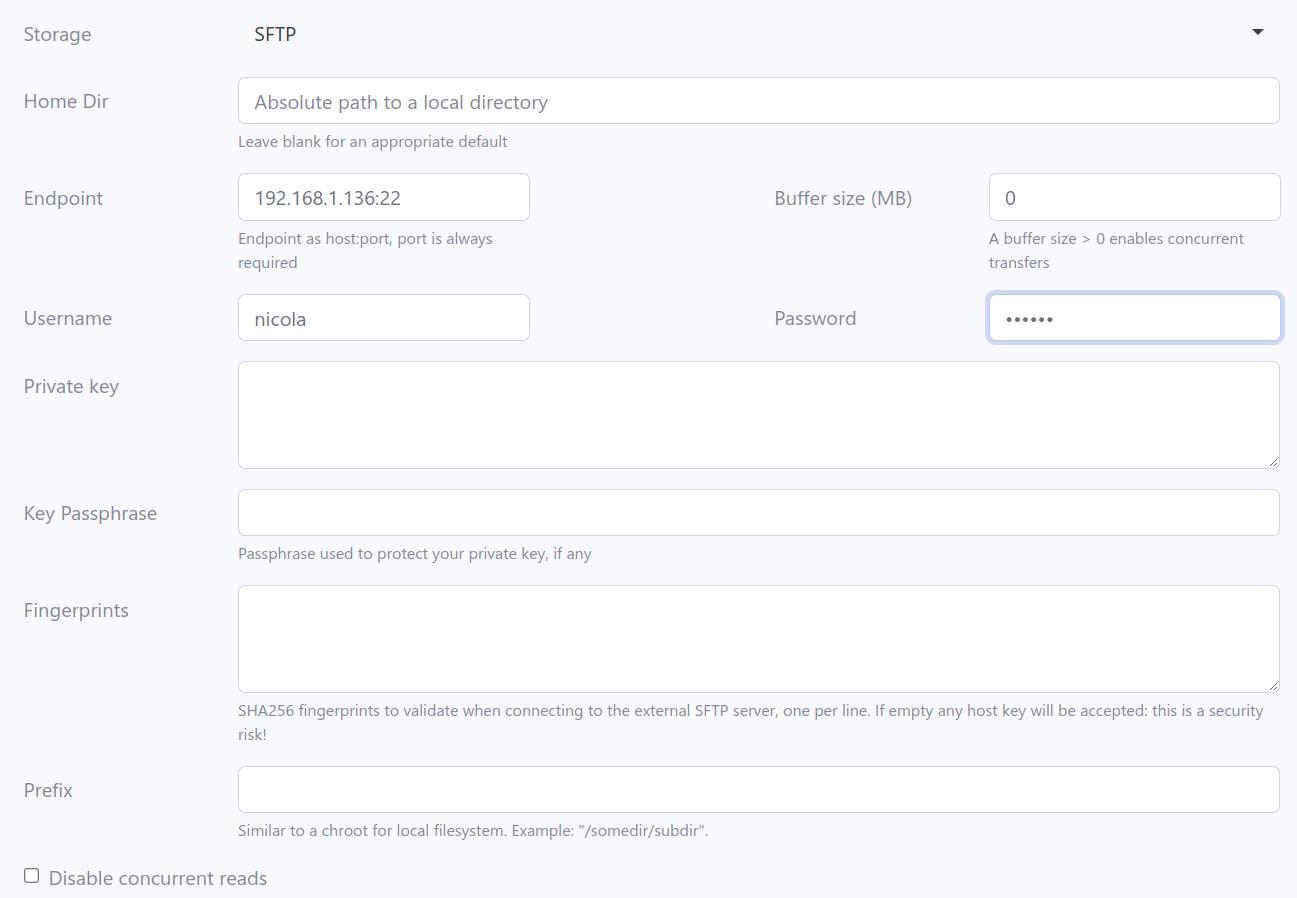 Storage SFTP
Home Dir Absolute path to a local directory
Leave blank for an appropriate default
Endpoint 192.168.1.136:22 Buffer size (MB) 0
Endpoint as host:port, port is always
required
A buffer size > 0 enables concurrent
transfers
Username nicola Password ••••••
Private key
Key Passphrase
Passphrase used to protect your private key, if any
Fingerprints
SHA256 fingerprints to validate when connecting to the external SFTP server, one per line. If empty any host key will be accepted: this is a security
risk!
Prefix
Similar to a chroot for local filesystem. Example: "/somedir/subdir".
Disable concurrent reads